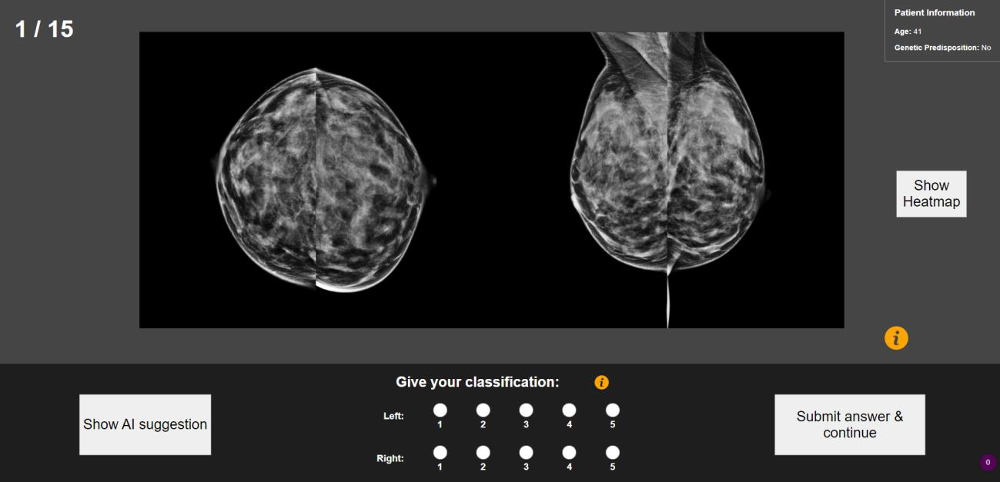 1 / 15
Patient Information
Age: 41
Genetic Predisposition: No
Show
Heatmap
i
Give your classification:
i
Show AI suggestion
Left:
1 2 3 4 5
Right:
1 2 3 4 5
Submit answer &
continue
0